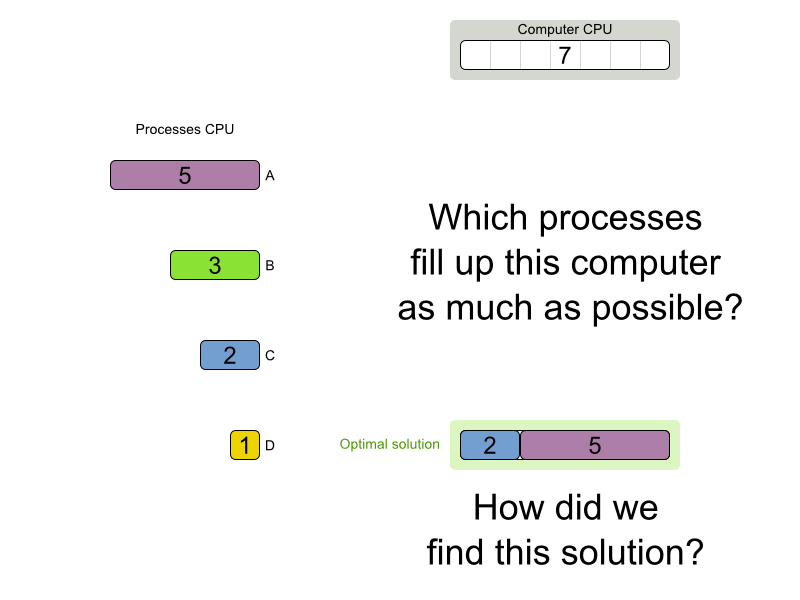 Computer CPU
7
Processes CPU
5 A
3 B
2 C
1 D
Which processes
fill up this computer
as much as possible?
Optimal solution
2 5
How did we
find this solution?